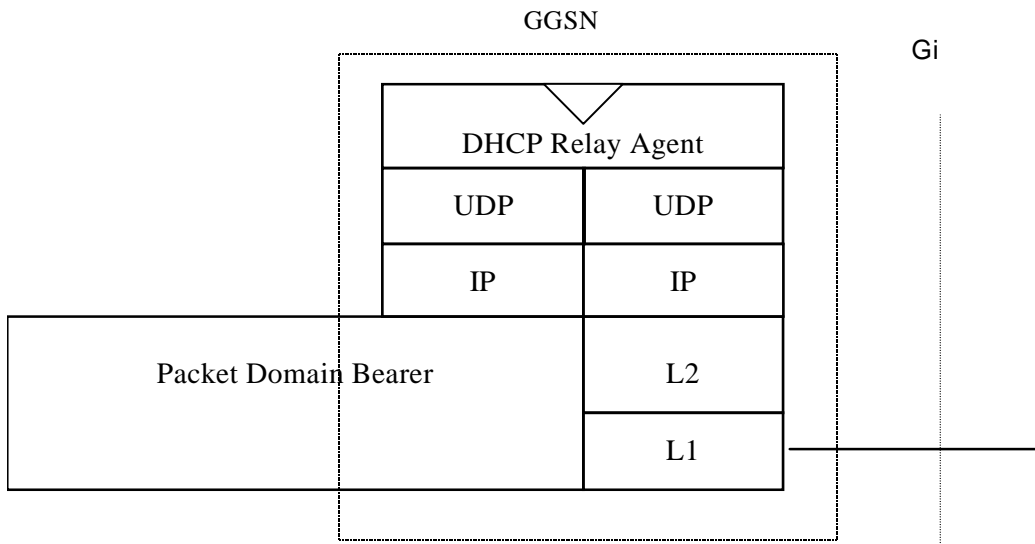 GGSN
Gi
DHCP Relay Agent
UDP UDP
IP IP
Packet Domain Bearer L2
L1